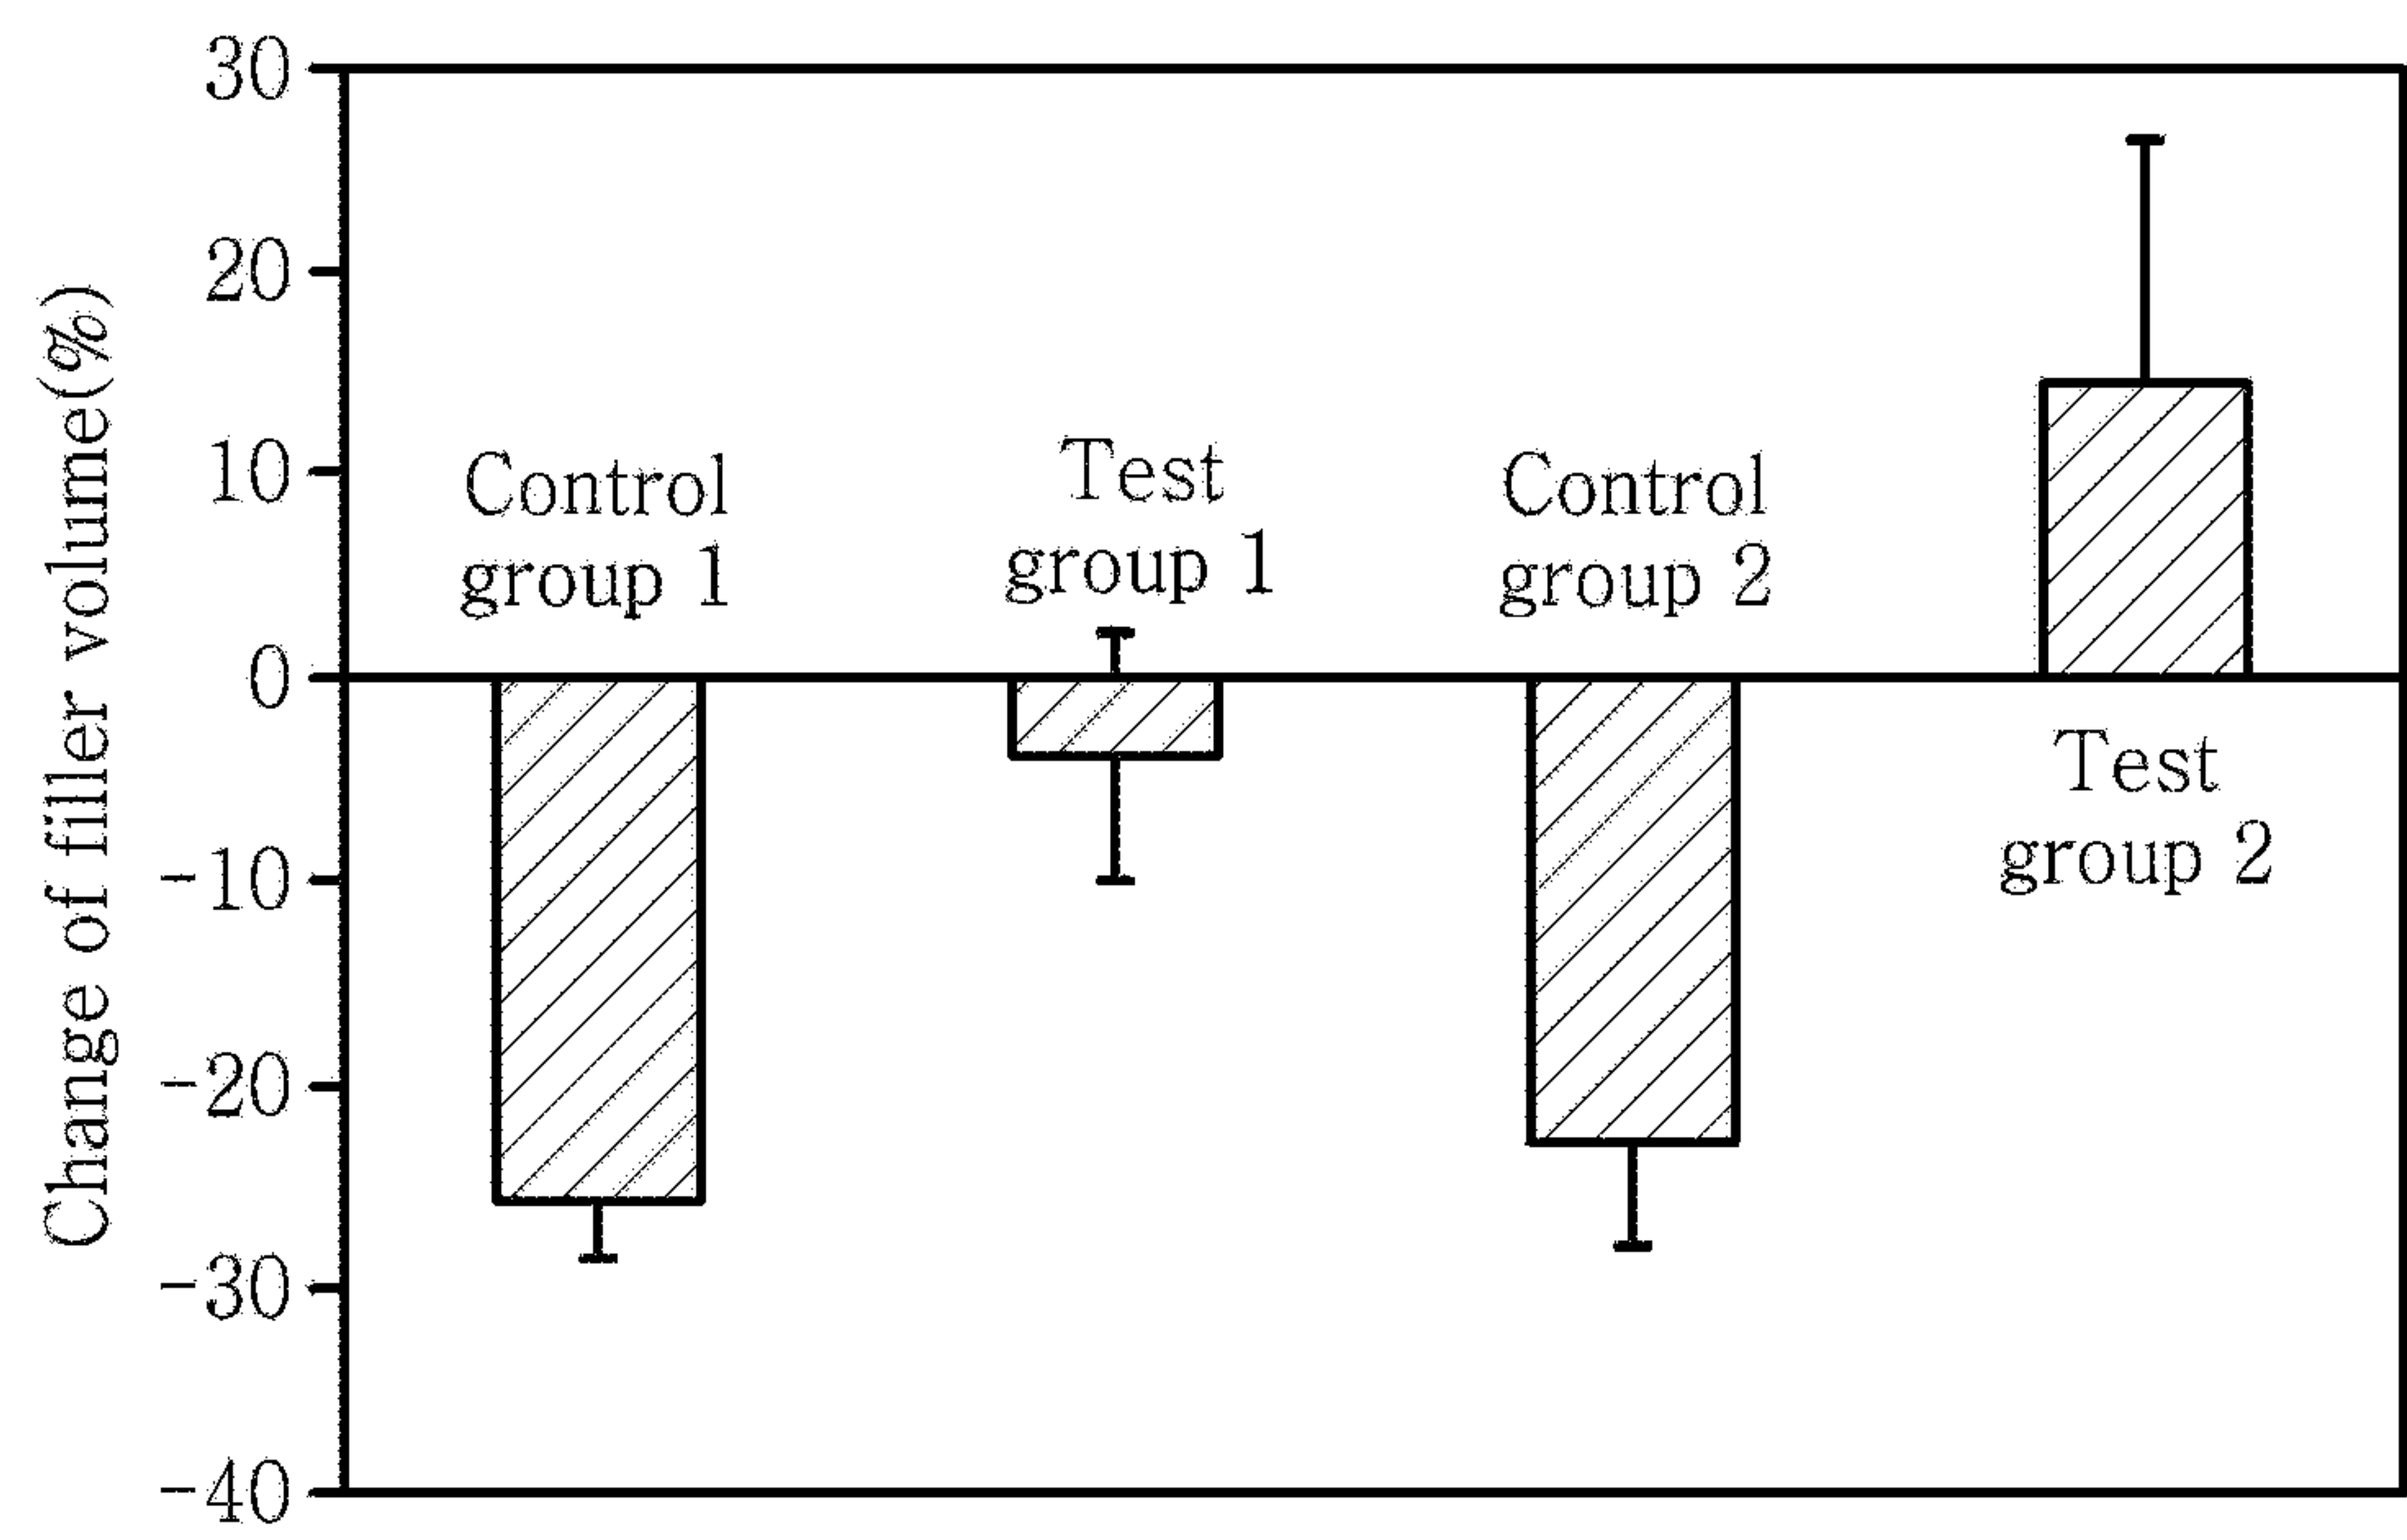 Change of filler volume(%)
30
20
10
0
-10
-20
-30
-40
Control
group 1
Test
group 1
Control
group 2
Test
group 2